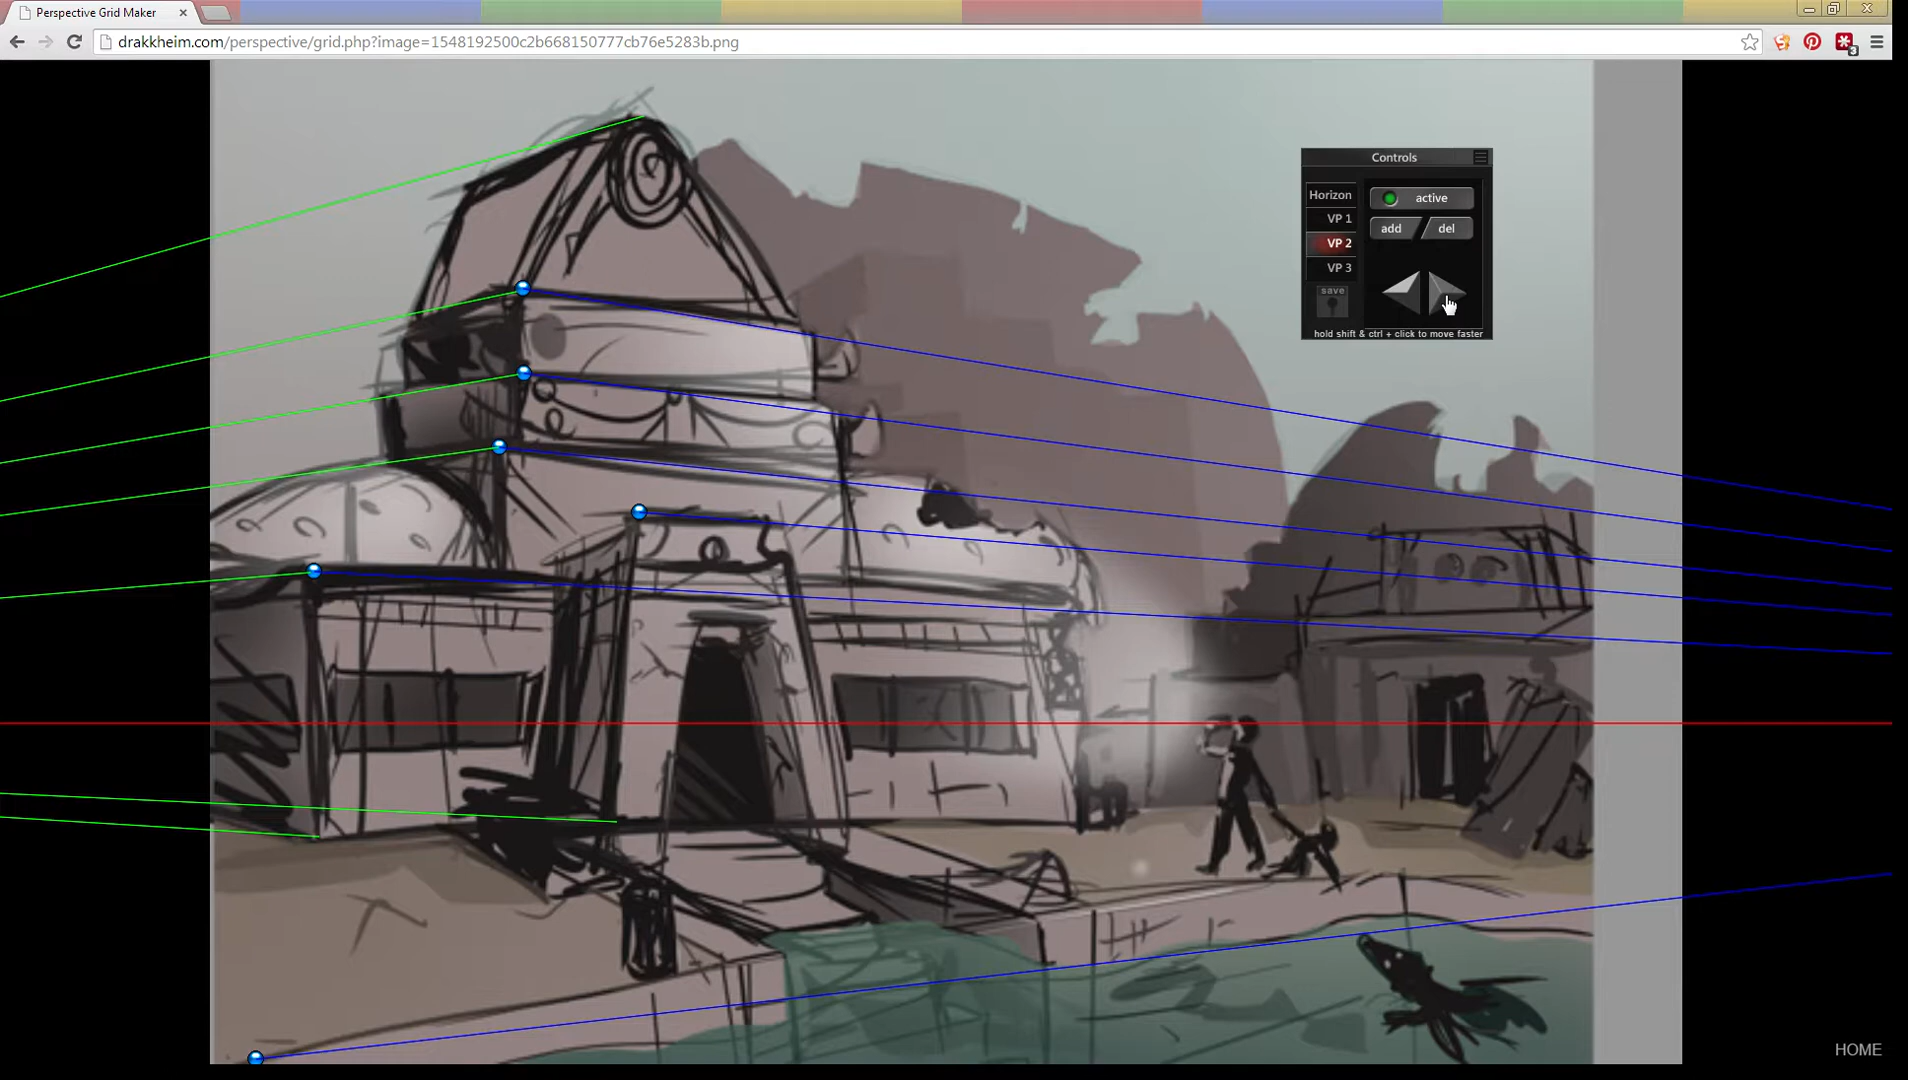 Perspective Grid Maker
drakkheim.com/perspective/grid.php?image=1548192500c2b668150777cb76e5283b.png
3
Controls
Horizon
active
VP 1
add
del
VP 2
VP 3
save
hold shift & ctrl + click to move faster
HOME